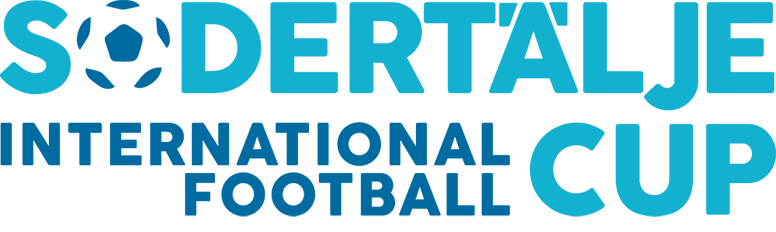 SÖDERTÄLJE
INTERNATIONAL
FOOTBALL
CUP